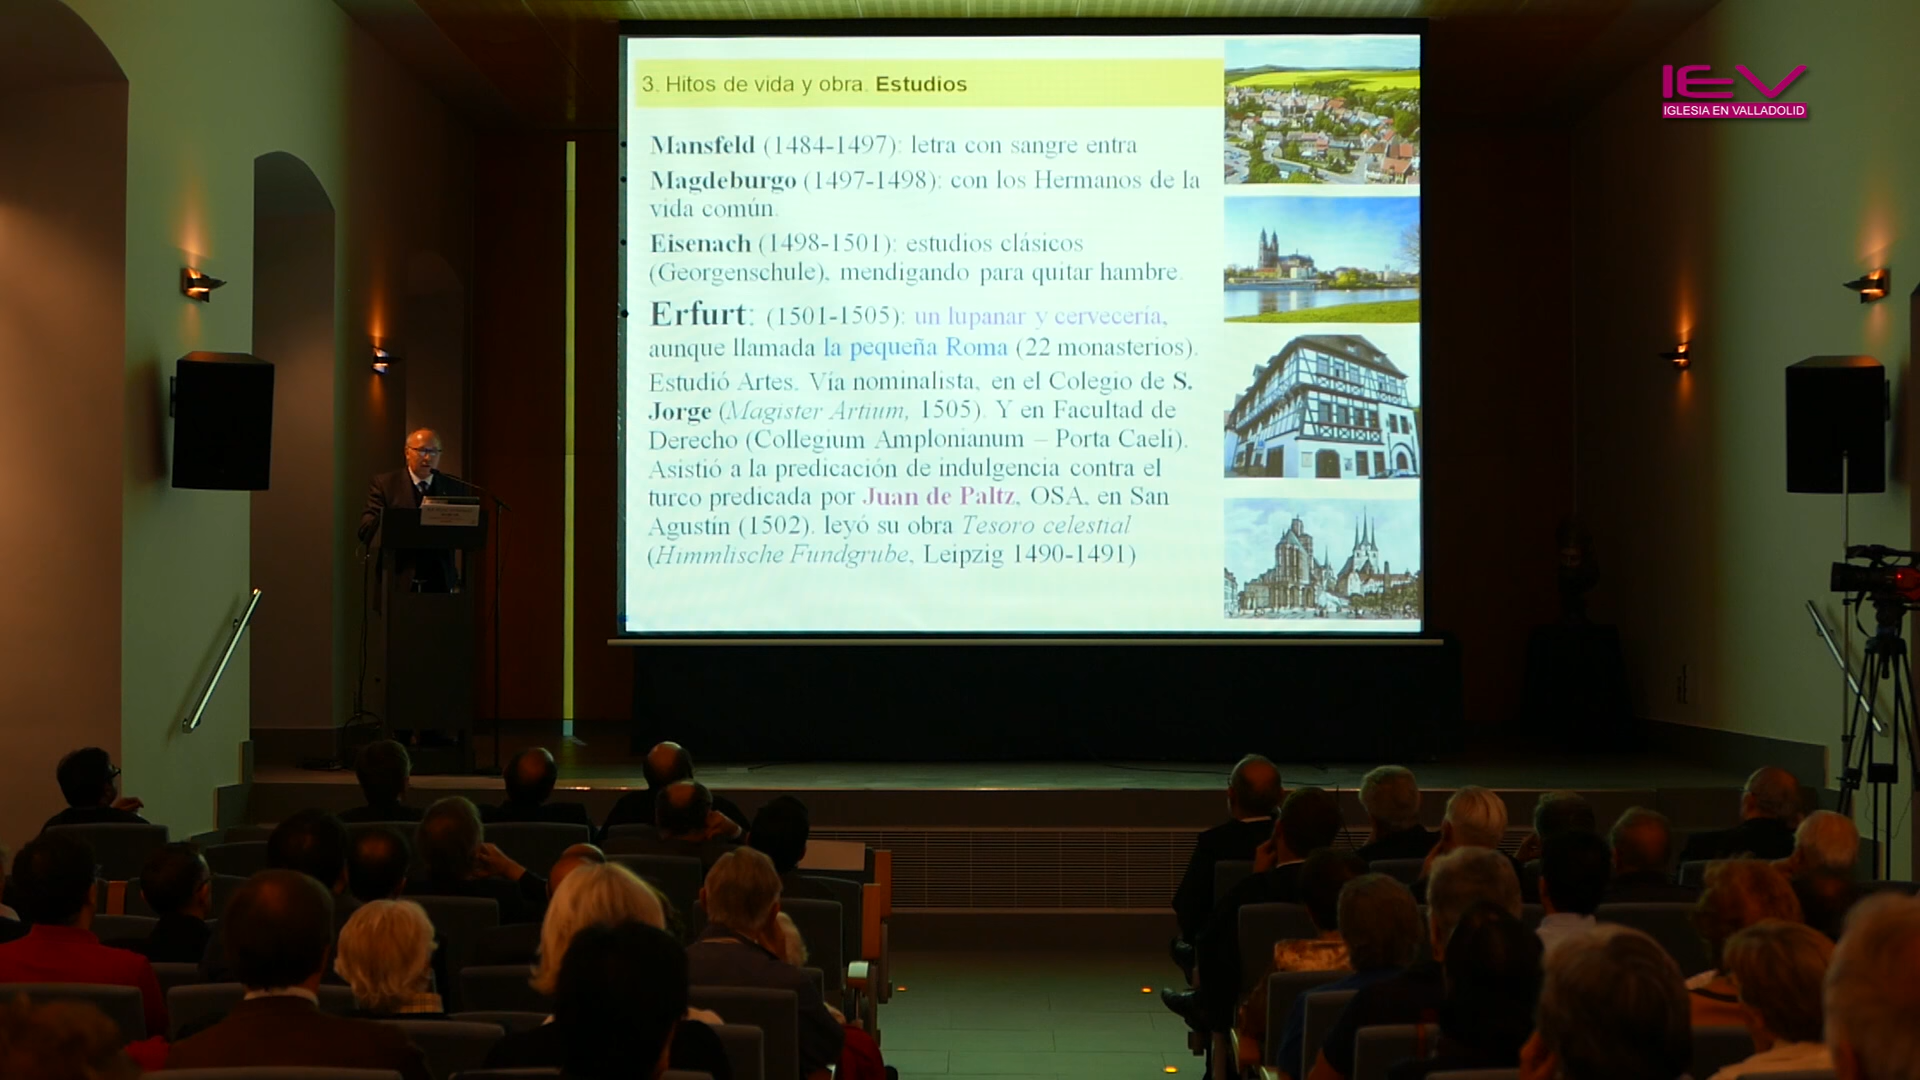 3. Hitos de vida y obra. Estudios
Mansfeld (1484-1497): letra con sangre entra
Magdeburgo (1497-1498): con los Hermanos de la
vida común.
Eisenach (1498-1501): estudios clásicos
(Georgenschule), mendigando para quitar hambre.
Erfurt: (1501-1505): un lupanar y cervecería,
aunque llamada la pequeña Roma (22 monasterios).
Estudió Artes. Vía nominalista, en el Colegio de S.
Jorge (Magister Artium, 1505). Y en Facultad de
Derecho (Collegium Amplonianum – Porta Caeli).
Asistió a la predicación de indulgencia contra el
turco predicada por Juan de Paltz, OSA, en San
Agustín (1502). leyó su obra Tesoro celestial
(Himmlische Fundgrube, Leipzig 1490-1491)
IEV
IGLESIA EN VALLADOLID